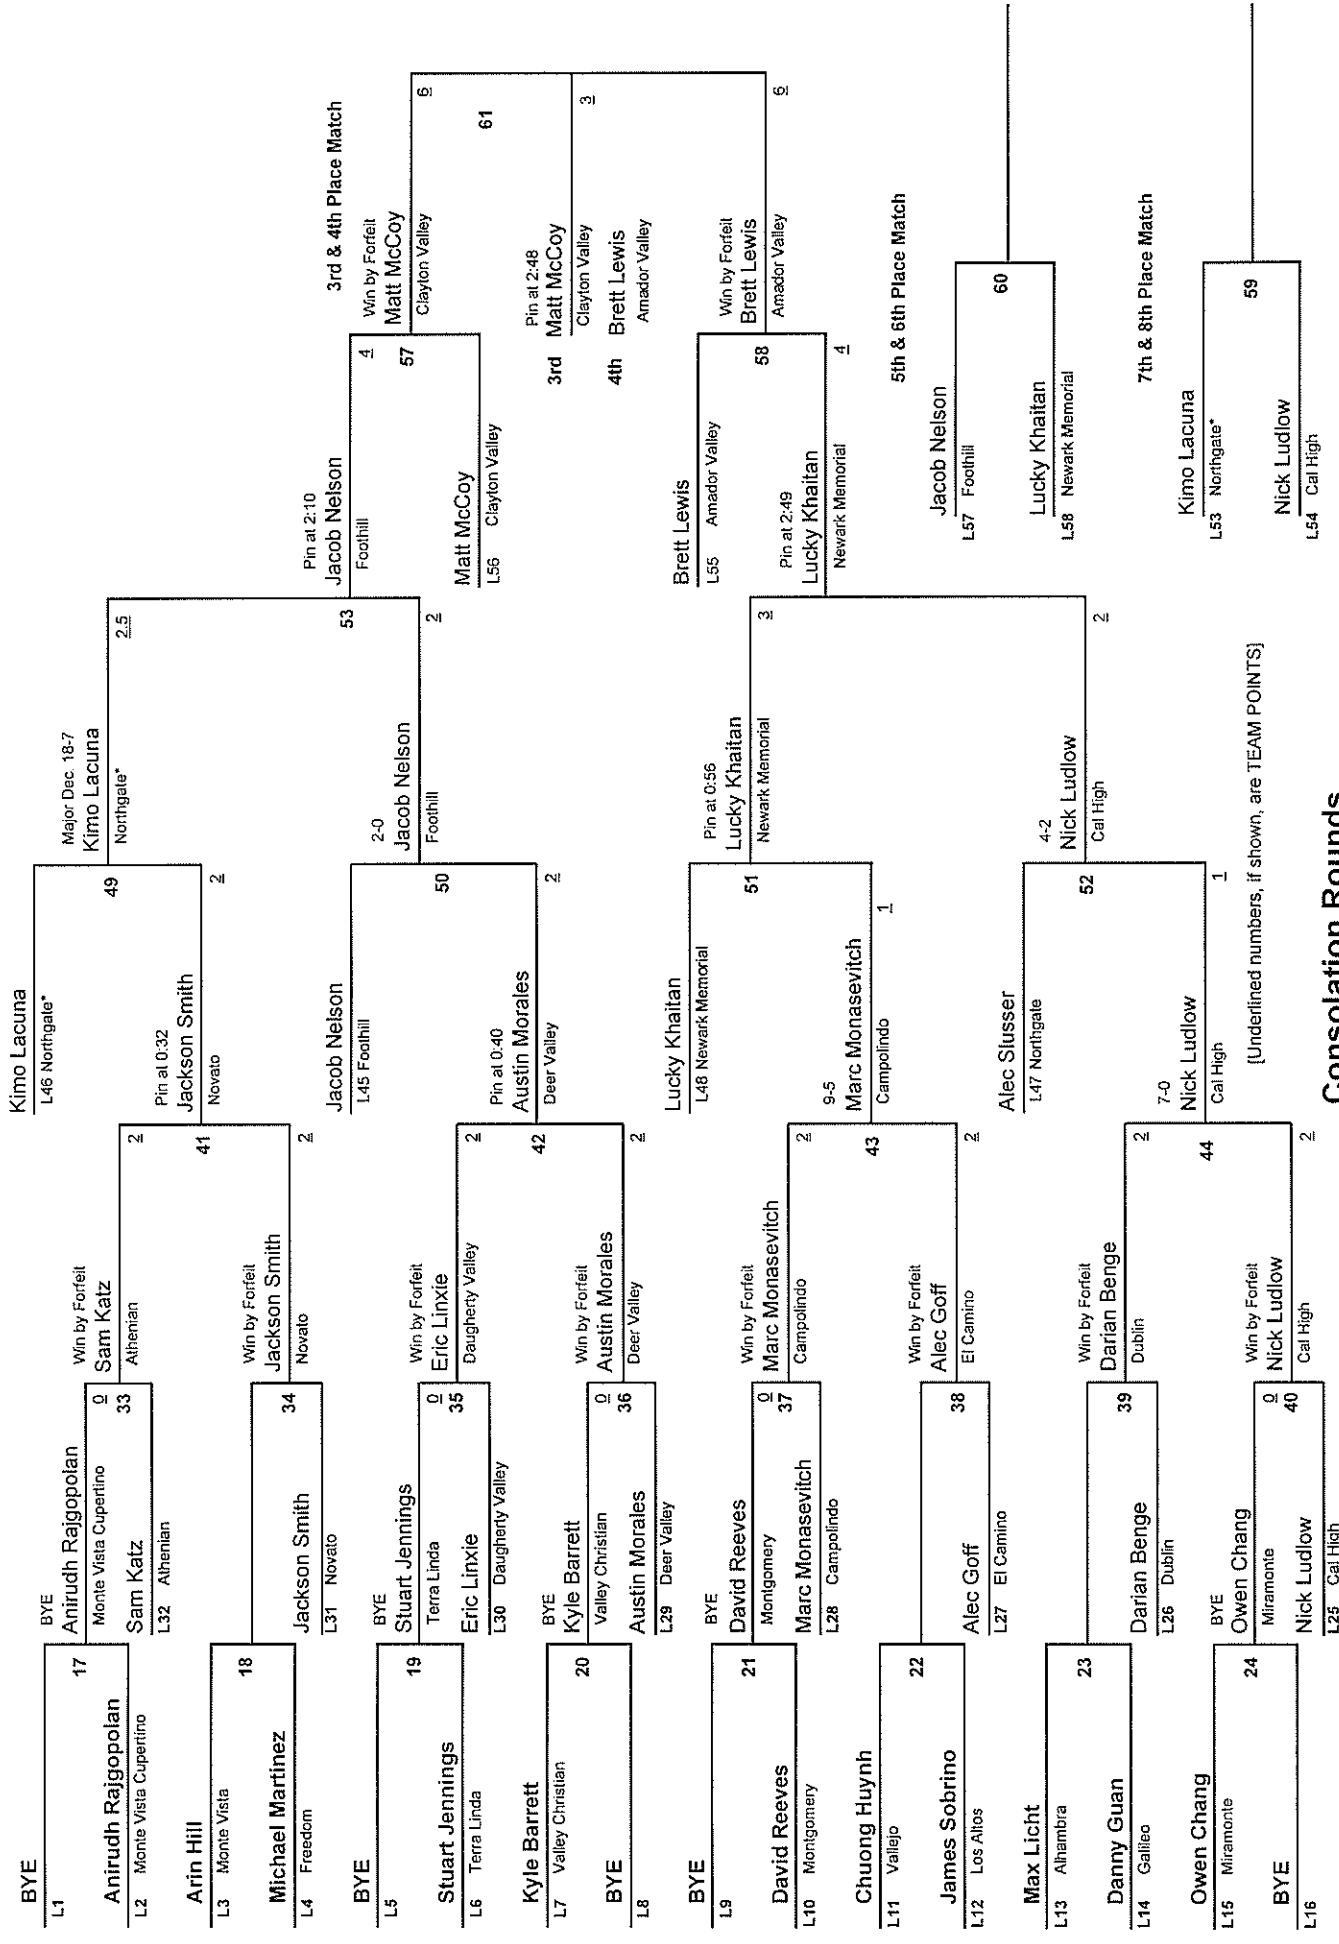 BYE
L1
17
Anirudh Rajgopolan
L2 Monte Vista Cupertino
Arin Hill
L3 Monte Vista
18
Michael Martinez
L4 Freedom
BYE
L5
19
Stuart Jennings
L6 Terra Linda
Kyle Barrett
L7 Valley Christian
20
BYE
L8
BYE
L9
21
David Reeves
L10 Montgomery
Chuong Huynh
L11 Vallejo
22
James Sobrino
L12 Los Altos
Max Licht
L13 Alhambra
23
Danny Guan
L14 Galileo
Owen Chang
L15 Miramonte
24
BYE
L16
BYE
Anirudh Rajgopolan
Monte Vista Cupertino
0
33
Sam Katz
L32 Athenian
34
Jackson Smith
L31 Novato
BYE
Stuart Jennings
Terra Linda
0
35
Eric Linxie
L30 Daugherty Valley
BYE
Kyle Barrett
Valley Christian
0
36
Austin Morales
L29 Deer Valley
BYE
David Reeves
Montgomery
0
37
Marc Monasevitch
L28 Campolindo
38
Alec Goff
L27 El Camino
39
Darian Benge
L26 Dublin
BYE
Owen Chang
Miramonte
0
40
Nick Ludlow
L25 Cal High
Win by Forfeit
Sam Katz
Athenian
2
41
Win by Forfeit
Jackson Smith
Novato
2
Win by Forfeit
Eric Linxie
Daugherty Valley
2
42
Win by Forfeit
Austin Morales
Deer Valley
2
Win by Forfeit
Marc Monasevitch
Campolindo
2
43
Win by Forfeit
Alec Goff
El Camino
2
Win by Forfeit
Darian Benge
Dublin
2
44
Win by Forfeit
Nick Ludlow
Cal High
2
Kimo Lacuna
L46 Northgate*
49
Pin at 0:32
Jackson Smith
Novato
2
Jacob Nelson
L45 Foothill
50
Pin at 0:40
Austin Morales
Deer Valley
2
Lucky Khaitan
L48 Newark Memorial
51
9-5
Marc Monasevitch
Campolindo
1
Alec Slusser
L47 Northgate
52
7-0
Nick Ludlow
Cal High
1
Major Dec. 18-7
Kimo Lacuna
Northgate*
2.5
53
2-0
Jacob Nelson
Foothill
2
Pin at 0:56
Lucky Khaitan
Newark Memorial
3
4-2
Nick Ludlow
Cal High
2
[Underlined numbers, if shown, are TEAM POINTS]
Consolation Rounds
Pin at 2:10
Jacob Nelson
Foothill
4
57
Matt McCoy
L56 Clayton Valley
Brett Lewis
L55 Amador Valley
58
Pin at 2:49
Lucky Khaitan
Newark Memorial
4
3rd & 4th Place Match
Win by Forfeit
Matt McCoy
Clayton Valley
6
61
Pin at 2:48
3rd Matt McCoy
Clayton Valley
3
4th Brett Lewis
Amador Valley
Win by Forfeit
Brett Lewis
Amador Valley
6
5th & 6th Place Match
Jacob Nelson
L57 Foothill
60
Lucky Khaitan
L58 Newark Memorial
7th & 8th Place Match
Kimo Lacuna
L53 Northgate*
59
Nick Ludlow
L54 Cal High